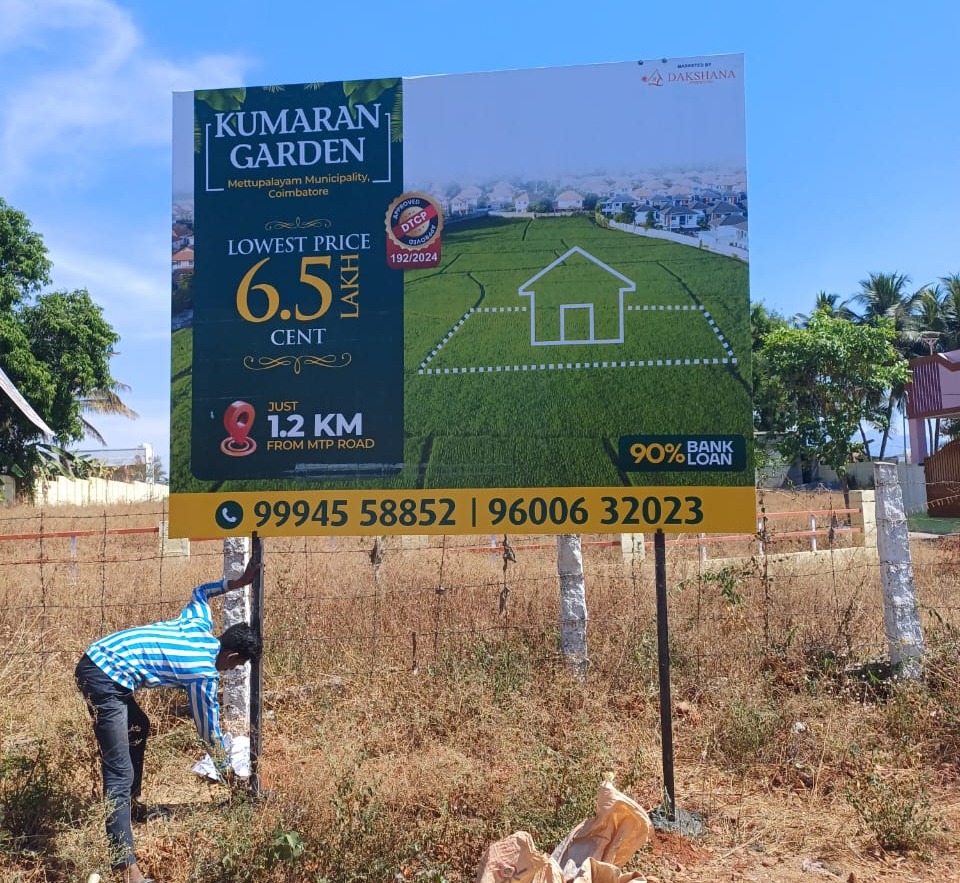 MARKETED BY
DAKSHANA
KUMARAN
GARDEN
Mettupalayam Municipality,
Coimbatore
APPROVED
DTCP
APPROVED
192/2024
LOWEST PRICE
6.5 LAKH
CENT
JUST
1.2 KM
FROM MTP ROAD
90% BANK
LOAN
99945 58852 | 96006 32023